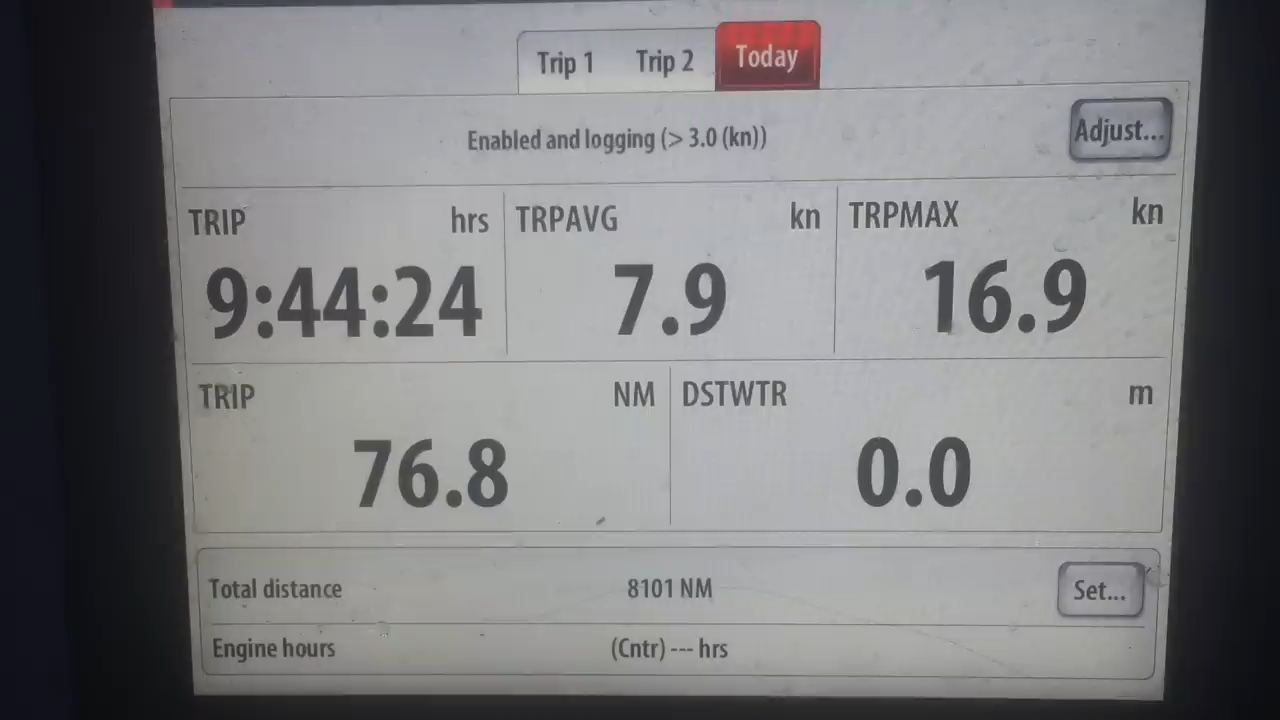 Trip 1 Trip 2 Today
Enabled and logging (> 3.0 (kn)) Adjust...
TRIP hrs TRPAVG kn TRPMAX kn
9:44:24 7.9 16.9
TRIP NM DSTWTR m
76.8 0.0
Total distance 8101 NM Set...
Engine hours (Cntr) --- hrs